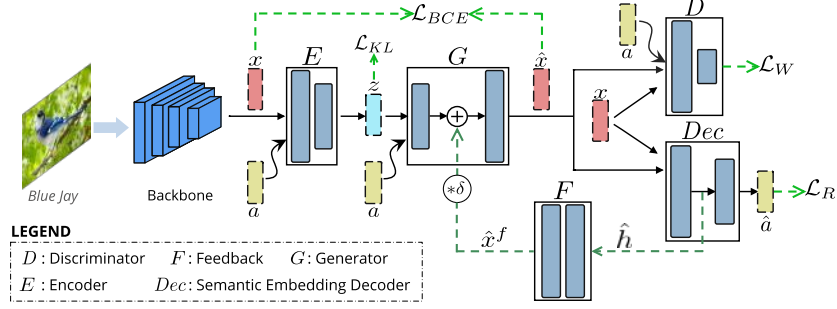 𝓛_BCE
𝓛_KL
x
E
z
G
x̂
x
a
D
𝓛_W
Dec
a
a
*δ
F
x̂^f
ĥ
â
𝓛_R
Blue Jay
Backbone
LEGEND
D : Discriminator F : Feedback G : Generator
E : Encoder Dec : Semantic Embedding Decoder